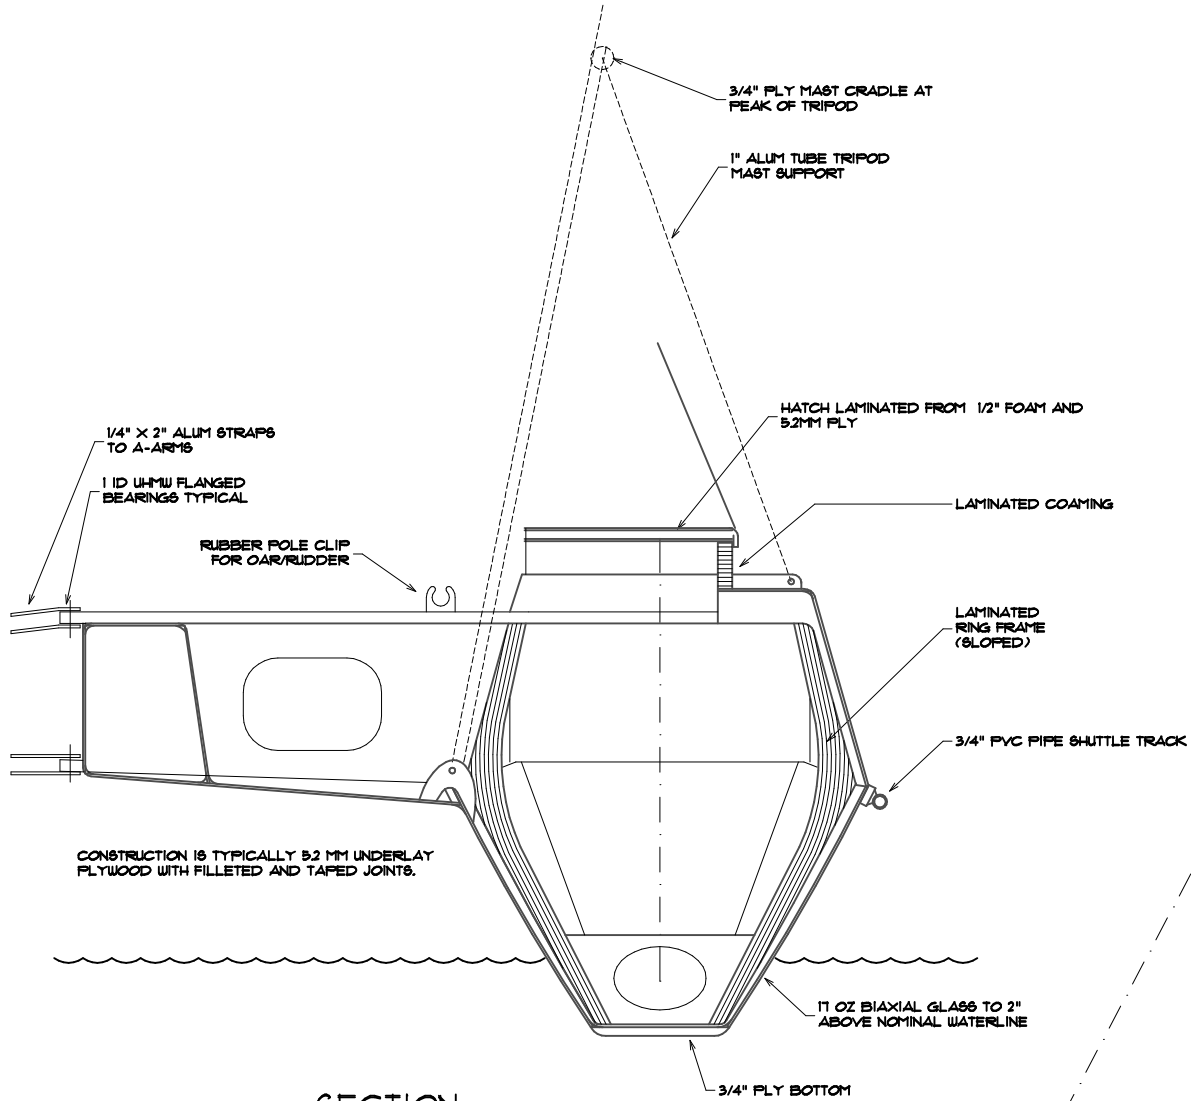 3/4" PLY MAST CRADLE AT
PEAK OF TRIPOD
1" ALUM TUBE TRIPOD
MAST SUPPORT
HATCH LAMINATED FROM 1/2" FOAM AND
5.2MM PLY
1/4" X 2" ALUM STRAPS
TO A-ARMS
1 ID UHMW FLANGED
BEARINGS TYPICAL
LAMINATED COAMING
RUBBER POLE CLIP
FOR OAR/RUDDER
LAMINATED
RING FRAME
(SLOPED)
3/4" PVC PIPE SHUTTLE TRACK
CONSTRUCTION IS TYPICALLY 5.2 MM UNDERLAY
PLYWOOD WITH FILLETED AND TAPED JOINTS.
17 OZ BIAXIAL GLASS TO 2"
ABOVE NOMINAL WATERLINE
3/4" PLY BOTTOM
SECTION